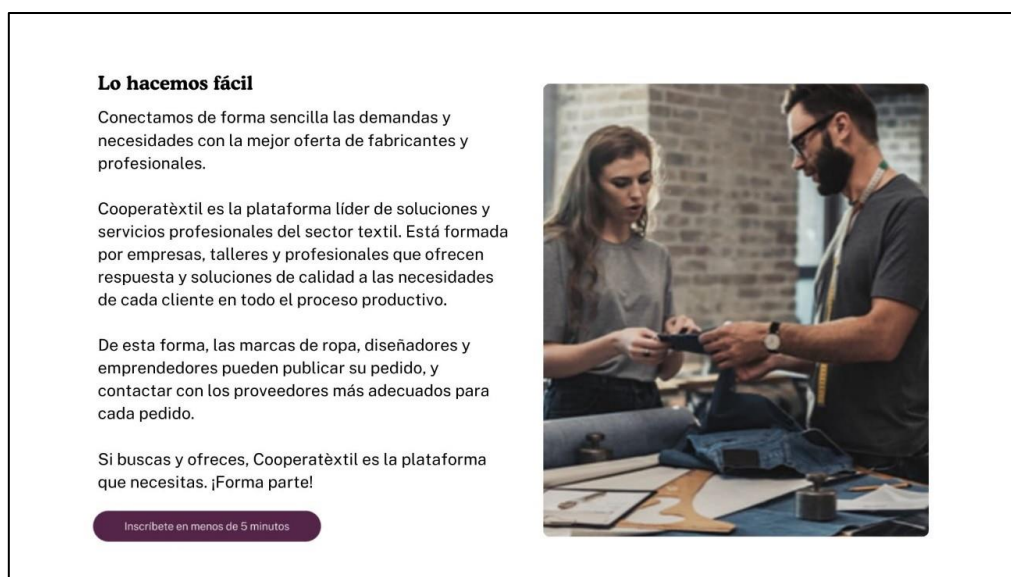 Lo hacemos fácil
Conectamos de forma sencilla las demandas y
necesidades con la mejor oferta de fabricantes y
profesionales.
Cooperatèxtil es la plataforma líder de soluciones y
servicios profesionales del sector textil. Está formada
por empresas, talleres y profesionales que ofrecen
respuesta y soluciones de calidad a las necesidades
de cada cliente en todo el proceso productivo.
De esta forma, las marcas de ropa, diseñadores y
emprendedores pueden publicar su pedido, y
contactar con los proveedores más adecuados para
cada pedido.
Si buscas y ofreces, Cooperatèxtil es la plataforma
que necesitas. ¡Forma parte!
Inscríbete en menos de 5 minutos